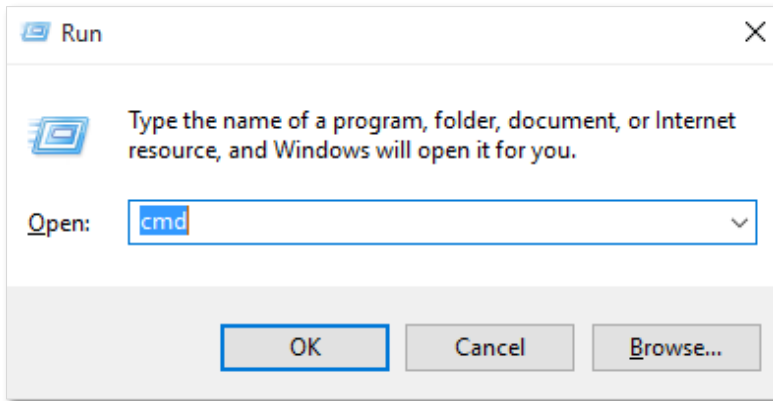 Run
Type the name of a program, folder, document, or Internet
resource, and Windows will open it for you.
Open: cmd
OK Cancel Browse...